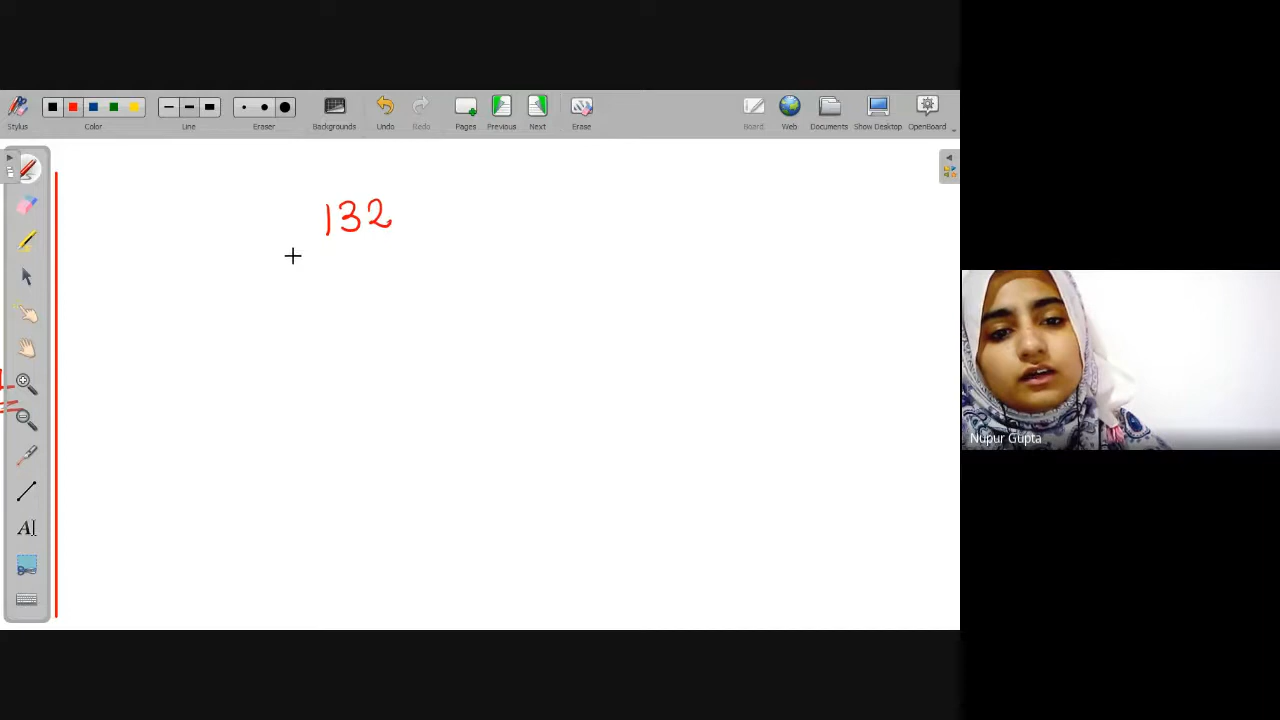 Stylus Color Line Eraser Backgrounds Undo Redo Pages Previous Next Erase Board Web Documents Show Desktop OpenBoard
132
A
Nupur Gupta